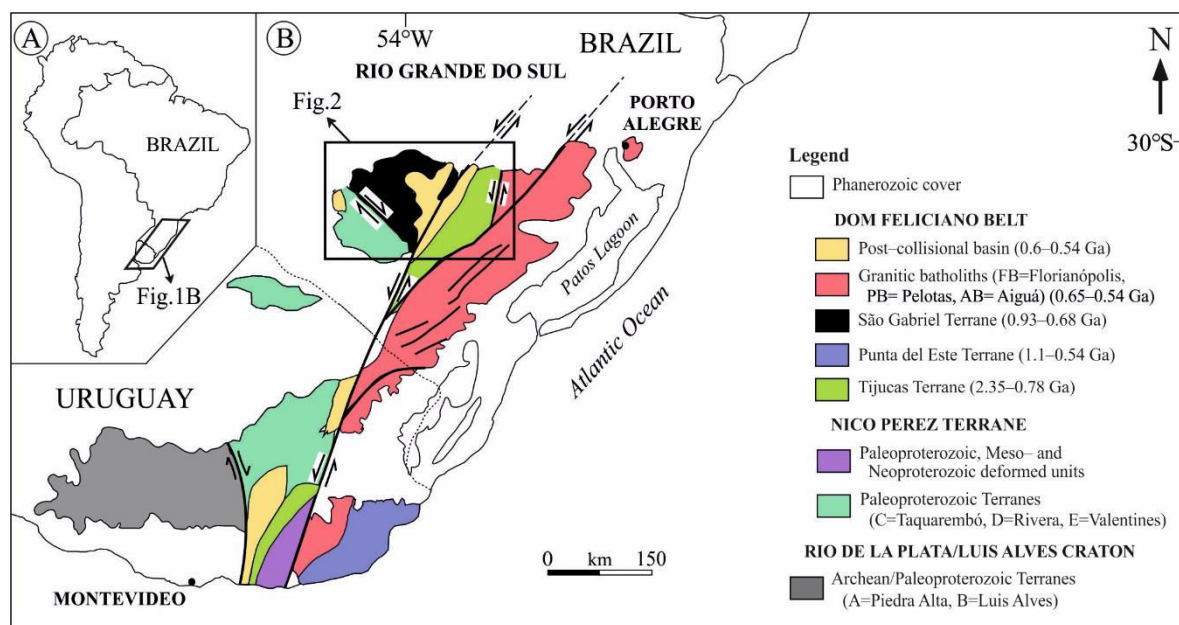 A
BRAZIL
Fig.1B
B
54°W
BRAZIL
RIO GRANDE DO SUL
Fig.2
PORTO
ALEGRE
N
30°S
Patos Lagoon
Atlantic Ocean
URUGUAY
MONTEVIDEO
0 km 150
Legend
Phanerozoic cover
DOM FELICIANO BELT
Post–collisional basin (0.6–0.54 Ga)
Granitic batholiths (FB=Florianópolis,
PB= Pelotas, AB= Aiguá) (0.65–0.54 Ga)
São Gabriel Terrane (0.93–0.68 Ga)
Punta del Este Terrane (1.1–0.54 Ga)
Tijucas Terrane (2.35–0.78 Ga)
NICO PEREZ TERRANE
Paleoproterozoic, Meso– and
Neoproterozoic deformed units
Paleoproterozoic Terranes
(C=Taquarembó, D=Rivera, E=Valentines)
RIO DE LA PLATA/LUIS ALVES CRATON
Archean/Paleoproterozoic Terranes
(A=Piedra Alta, B=Luis Alves)